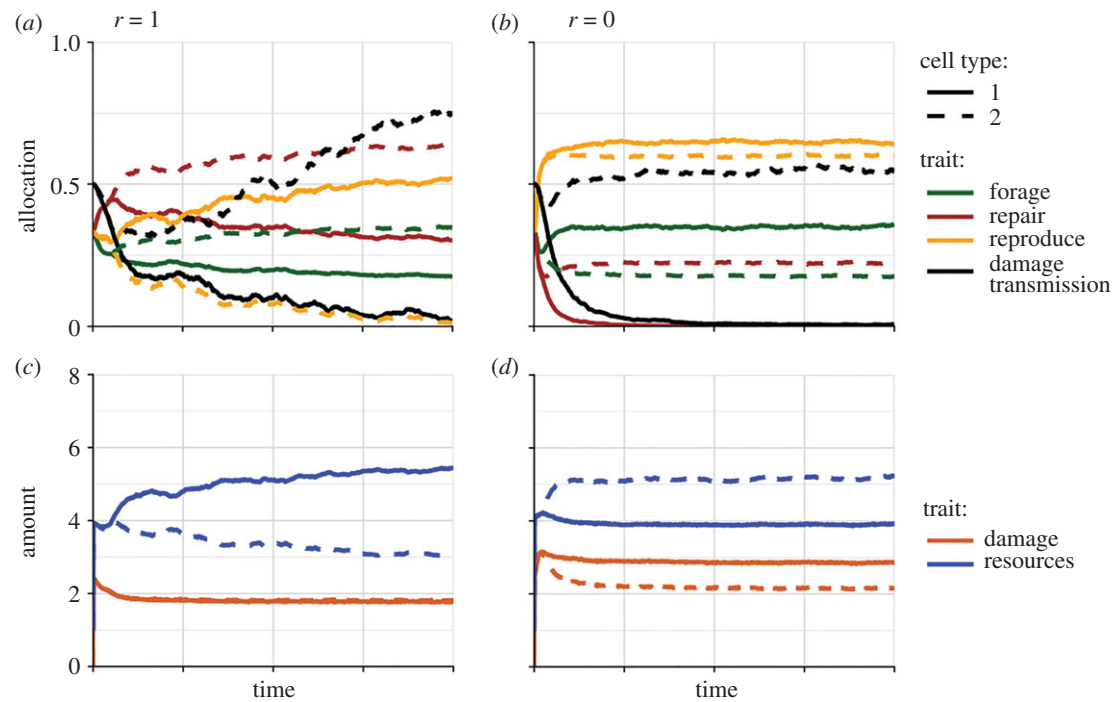 (a) r = 1
(b) r = 0
1.0
0.5
0
allocation
cell type:
1
2
trait:
forage
repair
reproduce
damage
transmission
(c)
(d)
8
6
4
2
0
amount
time
time
trait:
damage
resources